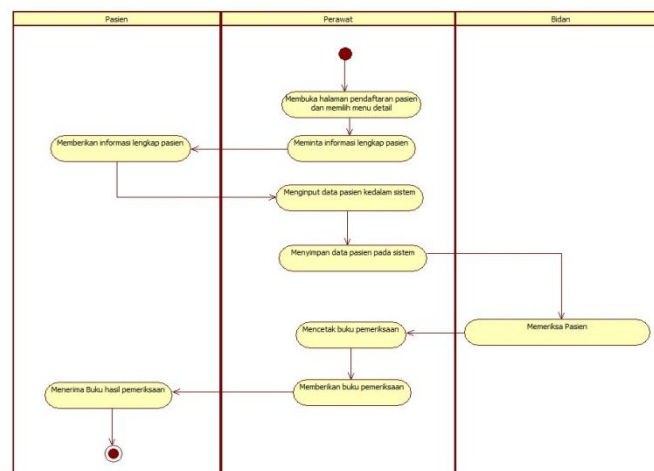 Pasien
Perawat
Bidan
Membuka halaman pendaftaran pasien
dan memilih menu detail
Memberikan informasi lengkap pasien
Meminta informasi lengkap pasien
Menginput data pasien kedalam sistem
Menyimpan data pasien pada sistem
Mencetak buku pemeriksaan
Memeriksa Pasien
Menerima Buku hasil pemeriksaan
Memberikan buku pemeriksaan